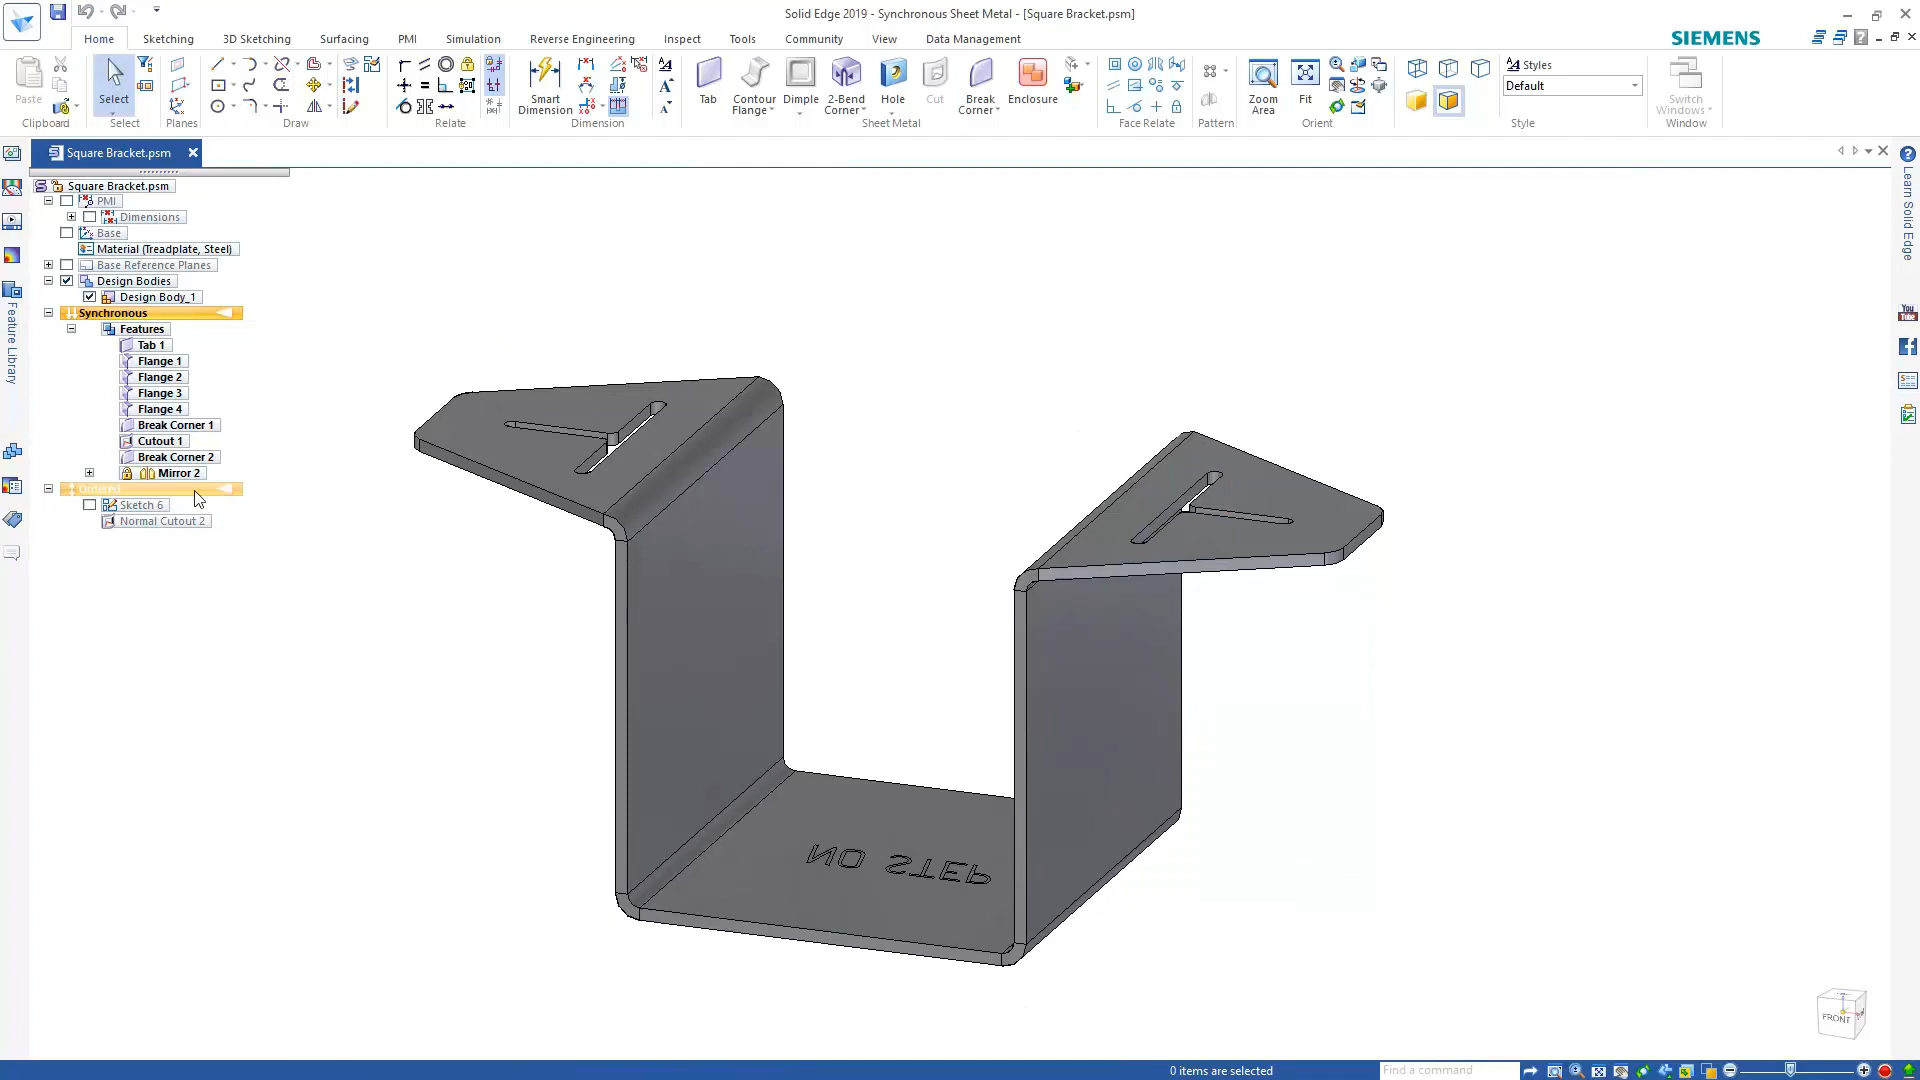 Solid Edge 2019 - Synchronous Sheet Metal - [Square Bracket.psm]
Home Sketching 3D Sketching Surfacing PMI Simulation Reverse Engineering Inspect Tools Community View Data Management
SIEMENS
Paste
Clipboard
Select
Select
Planes
Draw
Relate
Smart Dimension
Dimension
Tab
Contour Flange
Dimple
2-Bend Corner
Hole
Cut
Break Corner
Enclosure
Sheet Metal
Face Relate
Pattern
Zoom Area
Fit
Orient
Styles
Default
Style
Switch Windows
Window
Square Bracket.psm
Square Bracket.psm
PMI
Dimensions
Base
Material (Treadplate, Steel)
Base Reference Planes
Design Bodies
Design Body_1
Synchronous
Features
Tab 1
Flange 1
Flange 2
Flange 3
Flange 4
Break Corner 1
Cutout 1
Break Corner 2
Mirror 2
Ordered
Sketch 6
Normal Cutout 2
Feature Library
Learn Solid Edge
You Tube
NO STEP
FRONT
0 items are selected
Find a command